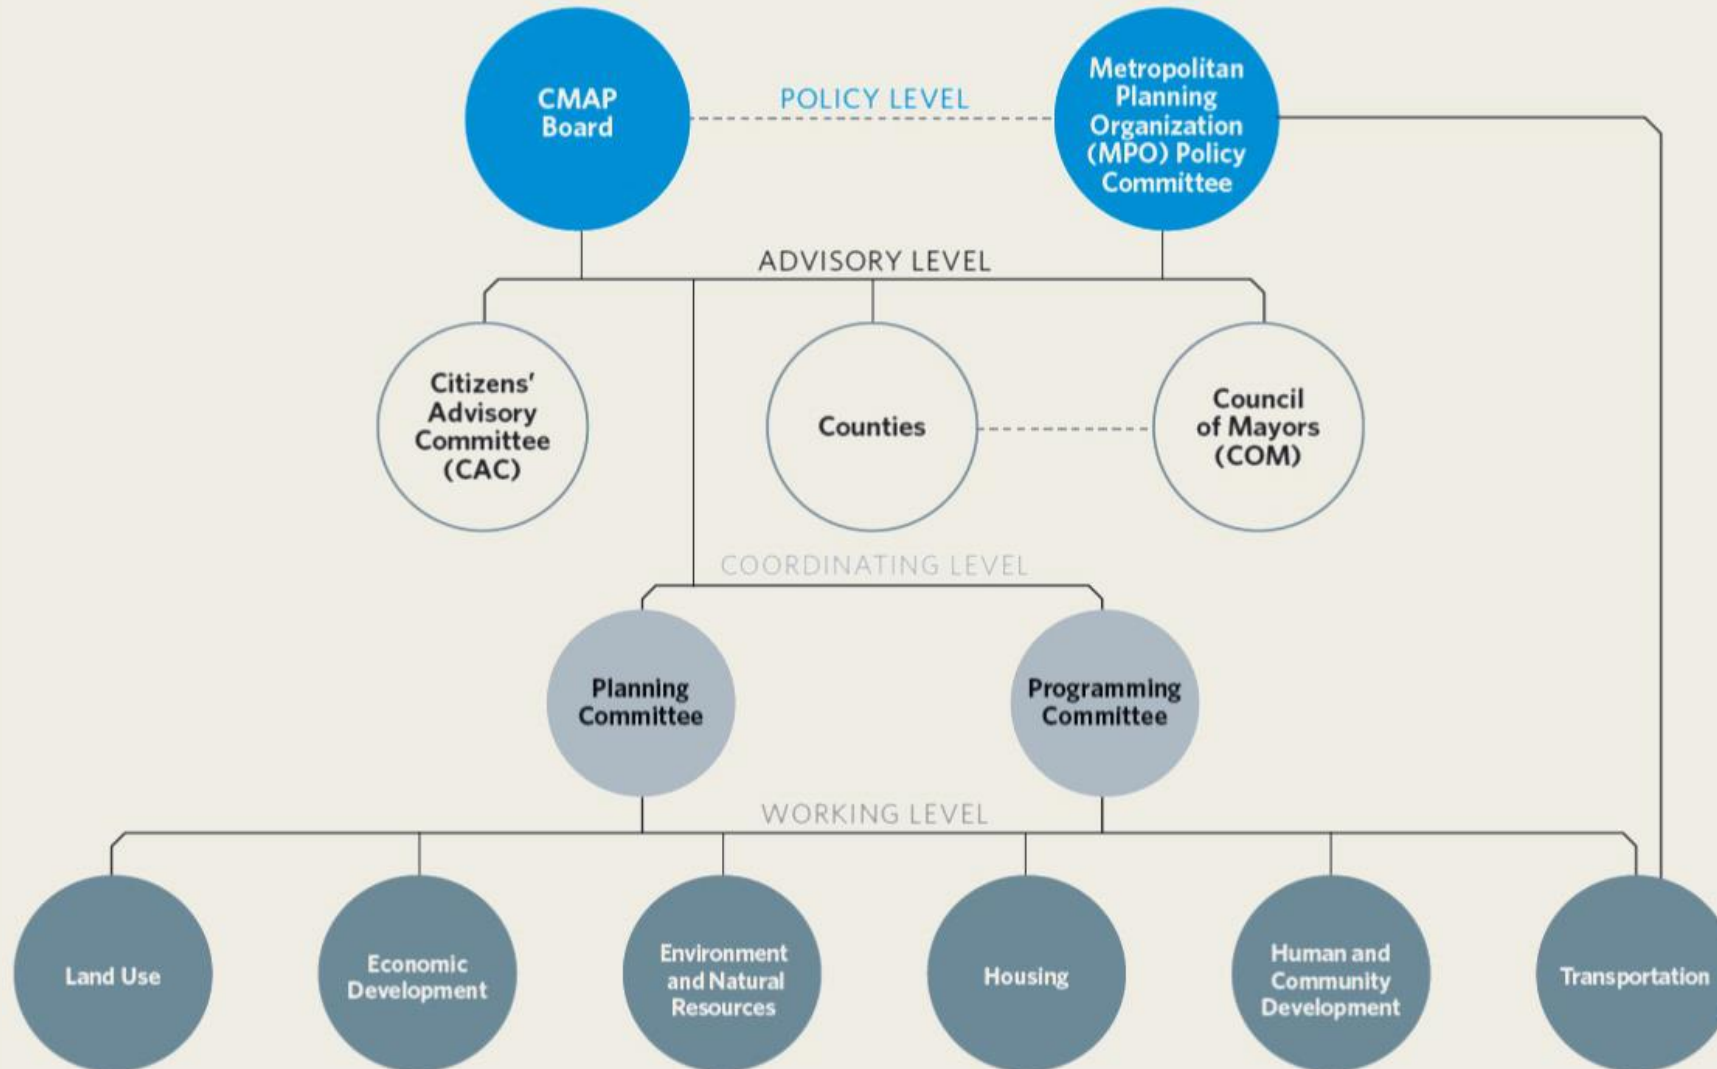 CMAP
Board
POLICY LEVEL
Metropolitan
Planning
Organization
(MPO) Policy
Committee
ADVISORY LEVEL
Citizens’
Advisory
Committee
(CAC)
Counties
Council
of Mayors
(COM)
COORDINATING LEVEL
Planning
Committee
Programming
Committee
WORKING LEVEL
Land Use
Economic
Development
Environment
and Natural
Resources
Housing
Human and
Community
Development
Transportation